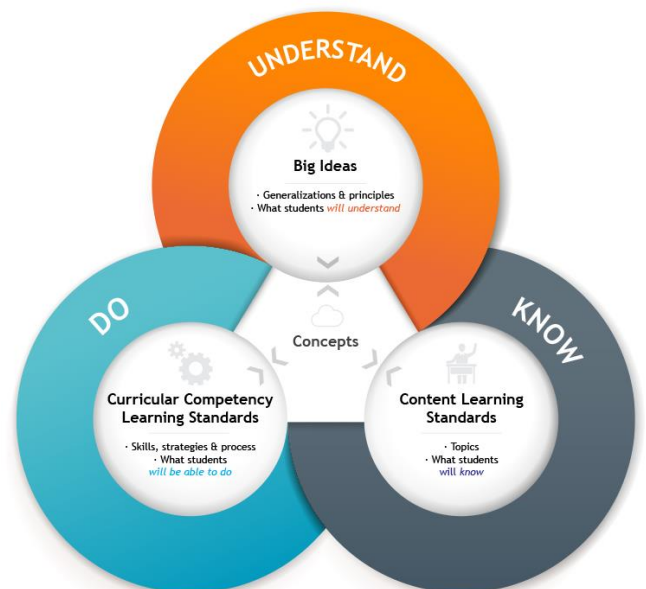 UNDERSTAND
Big Ideas
· Generalizations & principles
· What students will understand
DO
KNOW
Concepts
Curricular Competency
Learning Standards
· Skills, strategies & process
· What students
will be able to do
Content Learning
Standards
· Topics
· What students
will know